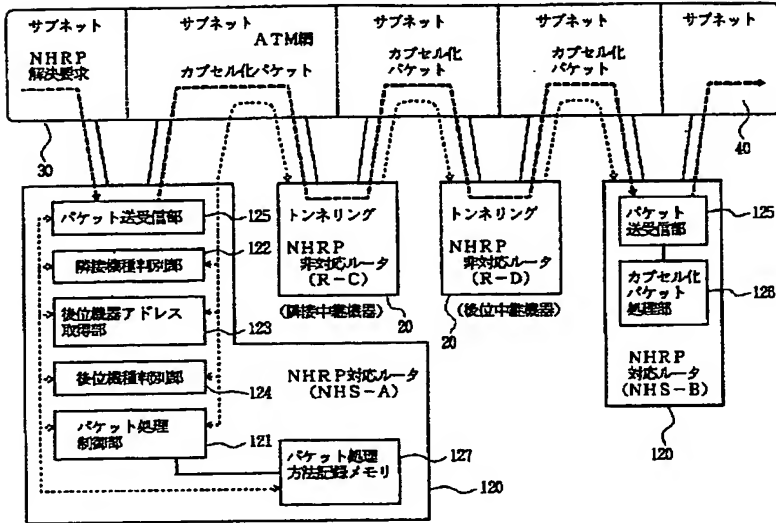 サブネット
サブネット
サブネット
サブネット
サブネット
ATM網
NHRP
解決要求
カプセル化パケット
カプセル化
パケット
カプセル化
パケット
30
40
パケット送受信部
125
隣接機種判別部
122
後位機器アドレス
取得部
123
後位機種判別部
124
パケット処理
制御部
121
NHRP対応ルータ
(NHS-A)
パケット処理
方法記録メモリ
127
120
トンネリング
NHRP
非対応ルータ
(R-C)
20
(隣接中継機器)
トンネリング
NHRP
非対応ルータ
(R-D)
20
(後位中継機器)
パケット
送受信部
125
カプセル化
パケット
処理部
126
NHRP
対応ルータ
(NHS-B)
120